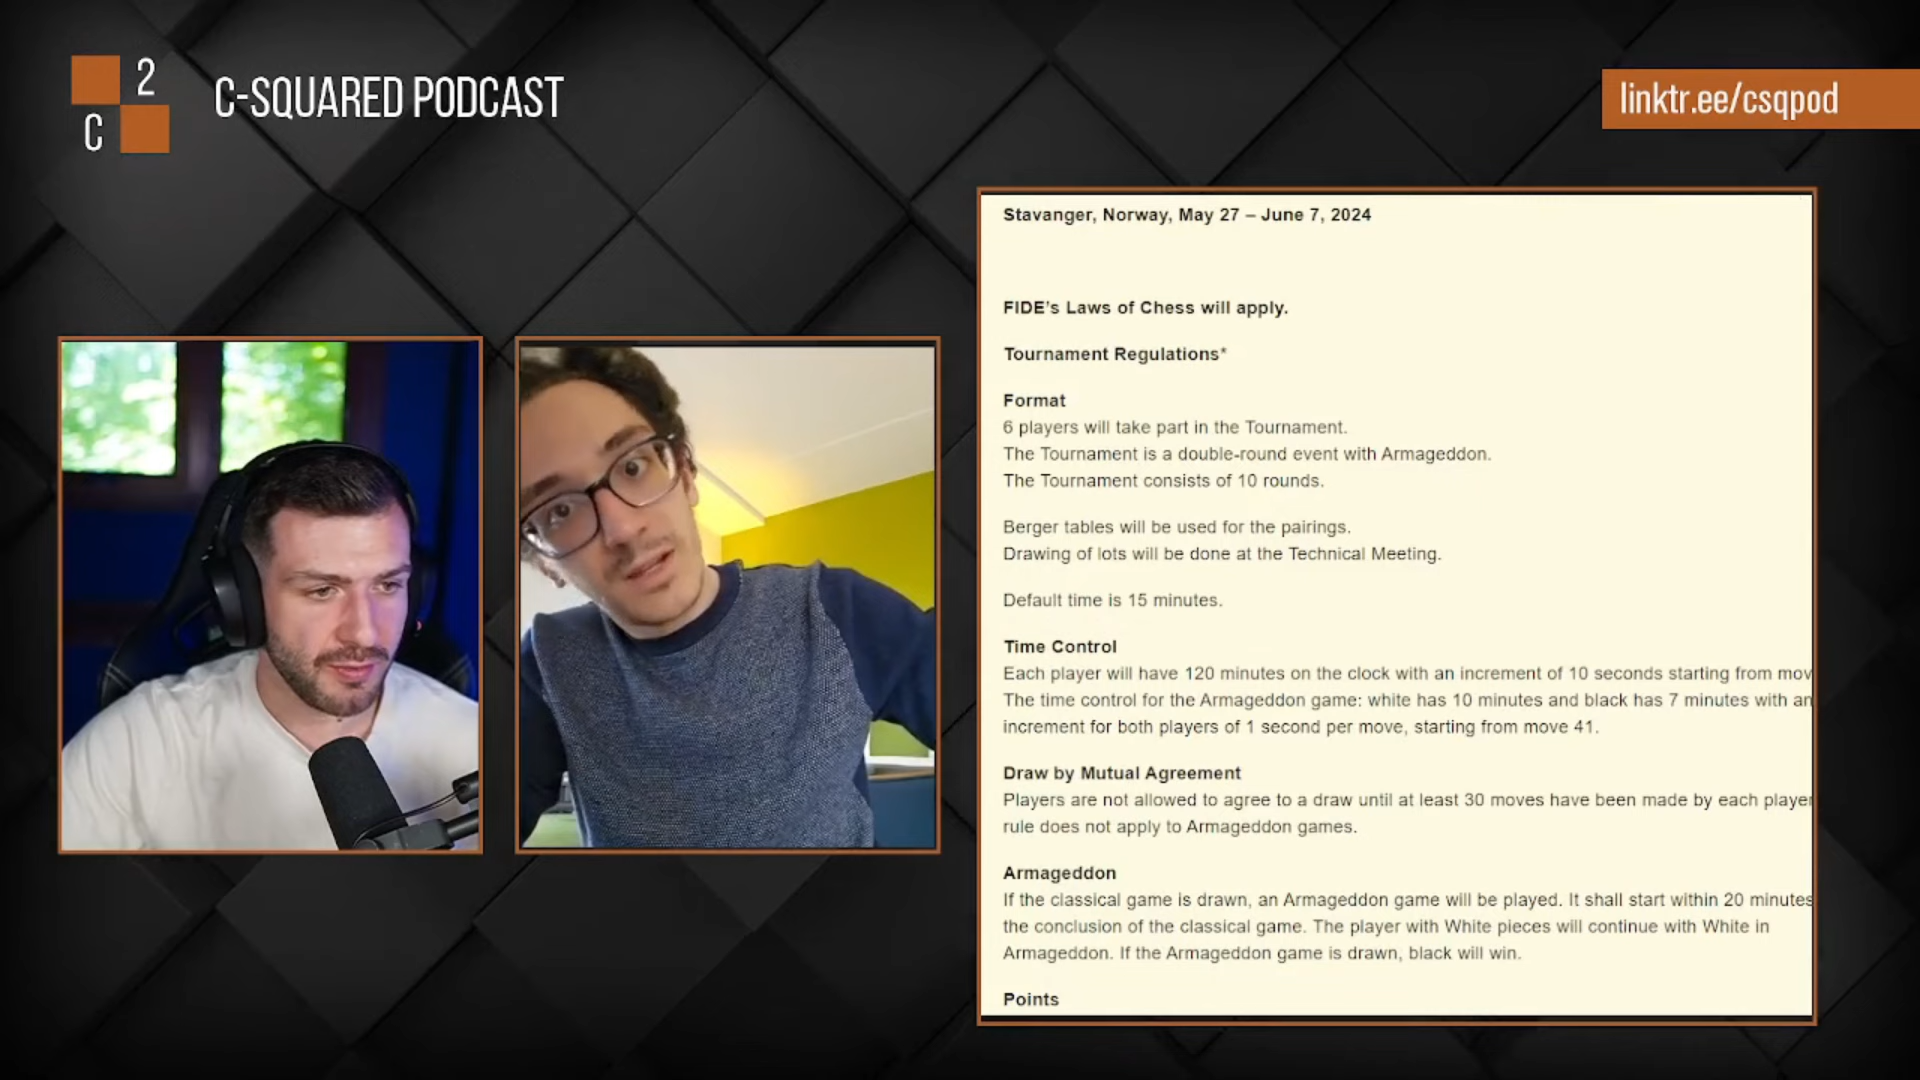 2
C
C-SQUARED PODCAST
linktr.ee/csqpod
Stavanger, Norway, May 27 – June 7, 2024
FIDE's Laws of Chess will apply.
Tournament Regulations*
Format
6 players will take part in the Tournament.
The Tournament is a double-round event with Armageddon.
The Tournament consists of 10 rounds.
Berger tables will be used for the pairings.
Drawing of lots will be done at the Technical Meeting.
Default time is 15 minutes.
Time Control
Each player will have 120 minutes on the clock with an increment of 10 seconds starting from mov
The time control for the Armageddon game: white has 10 minutes and black has 7 minutes with an
increment for both players of 1 second per move, starting from move 41.
Draw by Mutual Agreement
Players are not allowed to agree to a draw until at least 30 moves have been made by each player
rule does not apply to Armageddon games.
Armageddon
If the classical game is drawn, an Armageddon game will be played. It shall start within 20 minutes
the conclusion of the classical game. The player with White pieces will continue with White in
Armageddon. If the Armageddon game is drawn, black will win.
Points